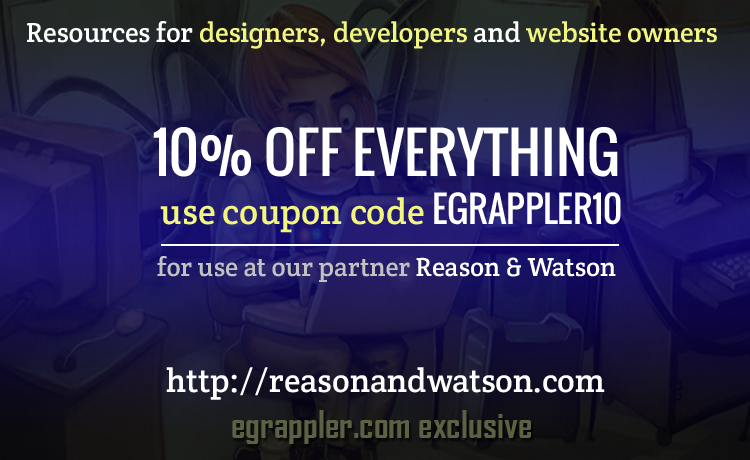 Resources for designers, developers and website owners
10% OFF EVERYTHING
use coupon code EGRAPPLER10
for use at our partner Reason & Watson
http://reasonandwatson.com
egrappler.com exclusive